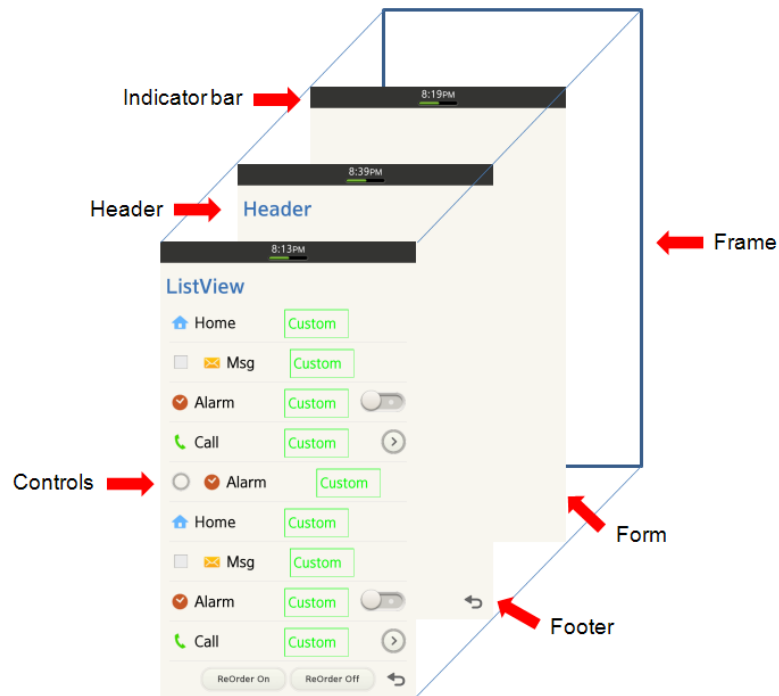 8:19PM
Indicator bar
8:39PM
Header
Header
Frame
8:13PM
ListView
Home Custom
Msg Custom
Alarm Custom
Call Custom
Controls
Alarm Custom
Home Custom
Form
Msg Custom
Alarm Custom
Footer
Call Custom
ReOrder On ReOrder Off